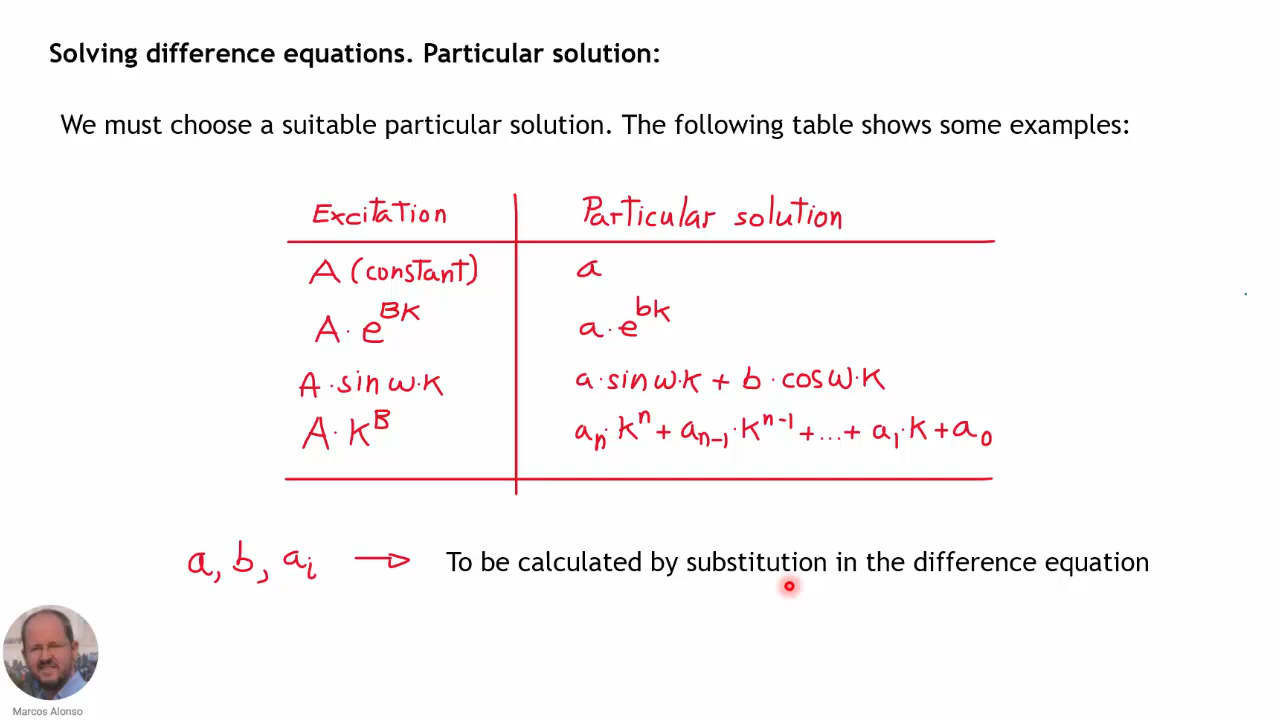 Solving difference equations. Particular solution:
We must choose a suitable particular solution. The following table shows some examples:
Excitation Particular solution
A (constant) a
A · e^{BK} a · e^{bk}
A · sin ω·K a · sin ω·K + b · cos ω·K
A · K^B a_n · K^n + a_{n-1} · K^{n-1} + ... + a_1 · K + a_0
a, b, a_i → To be calculated by substitution in the difference equation
Marcos Alonso